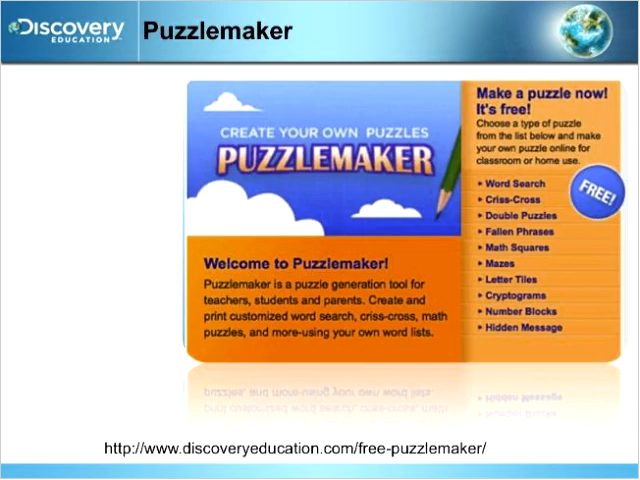 Discovery
EDUCATION
Puzzlemaker
CREATE YOUR OWN PUZZLES
PUZZLEMAKER
Welcome to Puzzlemaker!
Puzzlemaker is a puzzle generation tool for
teachers, students and parents. Create and
print customized word search, criss-cross, math
puzzles, and more-using your own word lists.
Make a puzzle now!
It's free!
Choose a type of puzzle
from the list below and make
your own puzzle online for
classroom or home use.
FREE!
Word Search
Criss-Cross
Double Puzzles
Fallen Phrases
Math Squares
Mazes
Letter Tiles
Cryptograms
Number Blocks
Hidden Message
http://www.discoveryeducation.com/free-puzzlemaker/